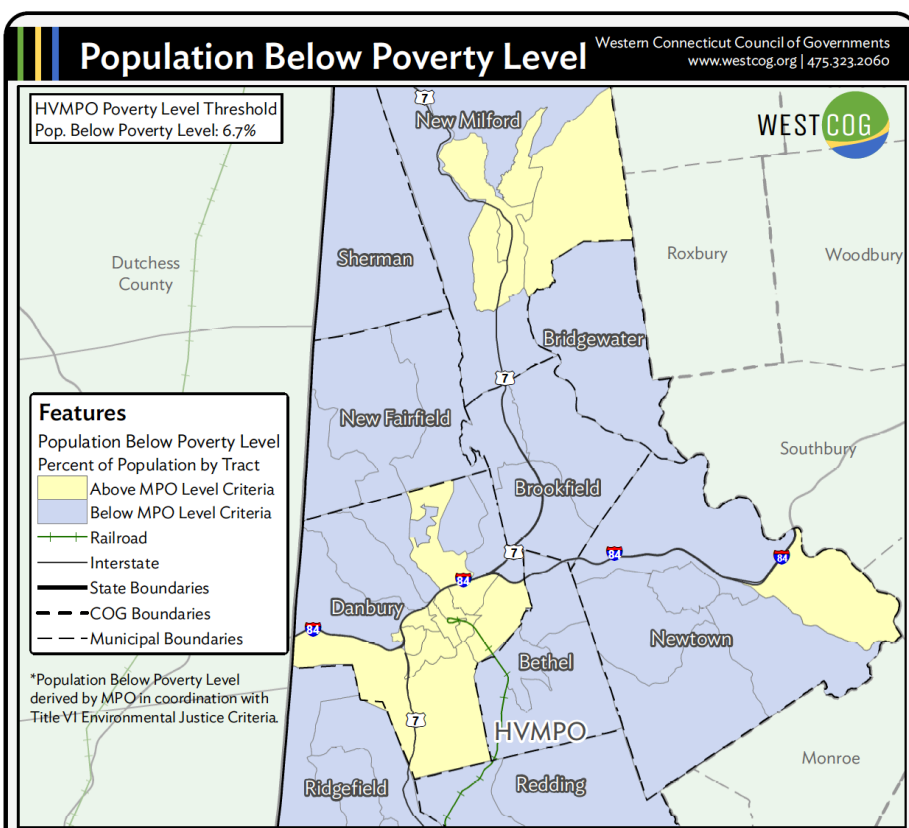 Population Below Poverty Level
Western Connecticut Council of Governments
www.westcog.org | 475.323.2060
HVMPO Poverty Level Threshold
Pop. Below Poverty Level: 6.7%
WESTCOG
7
New Milford
Dutchess
County
Sherman
Roxbury
Woodbury
Bridgewater
7
New Fairfield
Southbury
Brookfield
7
84
84
84
Danbury
84
Newtown
Bethel
7
HVMPO
Monroe
Ridgefield
Redding
Features
Population Below Poverty Level
Percent of Population by Tract
Above MPO Level Criteria
Below MPO Level Criteria
Railroad
Interstate
State Boundaries
COG Boundaries
Municipal Boundaries
*Population Below Poverty Level
derived by MPO in coordination with
Title VI Environmental Justice Criteria.